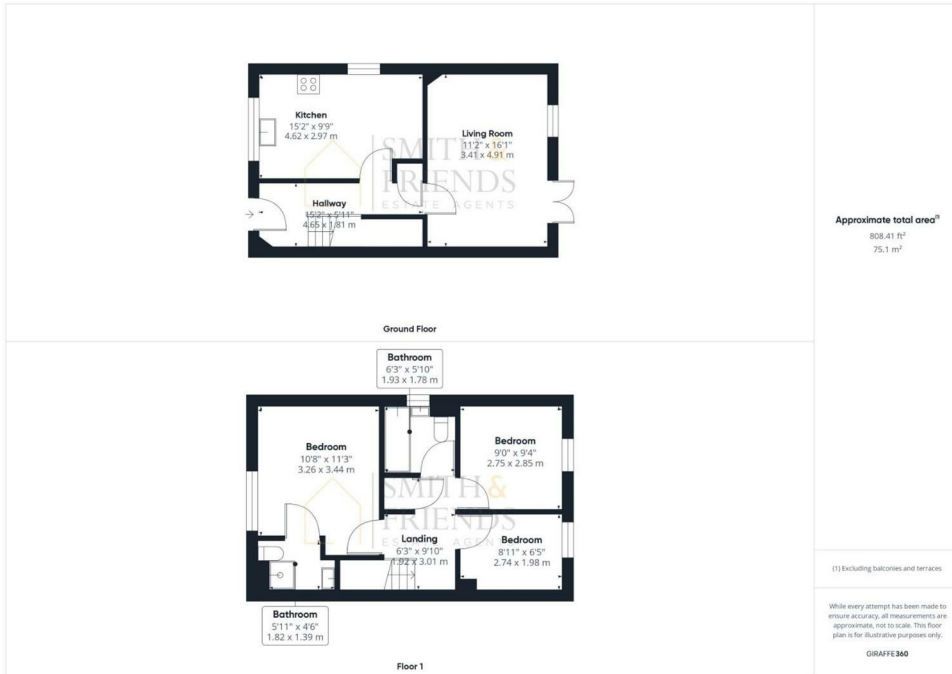 Kitchen
15'2" x 9'9"
4.62 x 2.97 m
Living Room
11'2" x 16'1"
3.41 x 4.91 m
SMITH &
FRIENDS
ESTATE AGENTS
Hallway
15'2" x 5'11"
4.65 x 1.81 m
Ground Floor
Approximate total area(1)
808.41 ft²
75.1 m²
Bathroom
6'3" x 5'10"
1.93 x 1.78 m
Bedroom
10'8" x 11'3"
3.26 x 3.44 m
Bedroom
9'0" x 9'4"
2.75 x 2.85 m
SMITH &
FRIENDS
ESTATE AGENTS
Landing
6'3" x 9'10"
1.92 x 3.01 m
Bedroom
8'11" x 6'5"
2.74 x 1.98 m
Bathroom
5'11" x 4'6"
1.82 x 1.39 m
Floor 1
(1) Excluding balconies and terraces
While every attempt has been made to
ensure accuracy, all measurements are
approximate, not to scale. This floor
plan is for illustrative purposes only.
GIRAFFE360